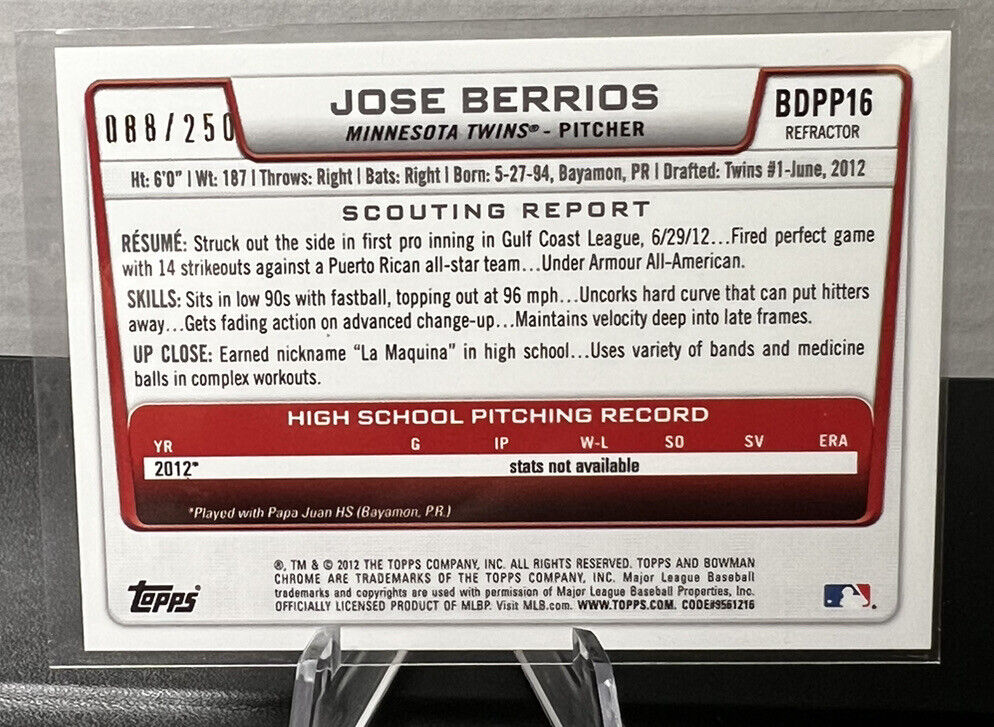 088/250
JOSE BERRIOS
MINNESOTA TWINS® - PITCHER
BDPP16
REFRACTOR
Ht: 6'0" | Wt: 187 | Throws: Right | Bats: Right | Born: 5-27-94, Bayamon, PR | Drafted: Twins #1-June, 2012
SCOUTING REPORT
RÉSUMÉ: Struck out the side in first pro inning in Gulf Coast League, 6/29/12...Fired perfect game
with 14 strikeouts against a Puerto Rican all-star team...Under Armour All-American.
SKILLS: Sits in low 90s with fastball, topping out at 96 mph...Uncorks hard curve that can put hitters
away...Gets fading action on advanced change-up...Maintains velocity deep into late frames.
UP CLOSE: Earned nickname "La Maquina" in high school...Uses variety of bands and medicine
balls in complex workouts.
HIGH SCHOOL PITCHING RECORD
YR G IP W-L SO SV ERA
2012* stats not available
*Played with Papa Juan HS (Bayamon, P.R.)
®, TM & © 2012 THE TOPPS COMPANY, INC. ALL RIGHTS RESERVED. TOPPS AND BOWMAN
CHROME ARE TRADEMARKS OF THE TOPPS COMPANY, INC. Major League Baseball
trademarks and copyrights are used with permission of Major League Baseball Properties, Inc.
OFFICIALLY LICENSED PRODUCT OF MLBP. Visit MLB.com. WWW.TOPPS.COM. CODE#9561216
Topps®